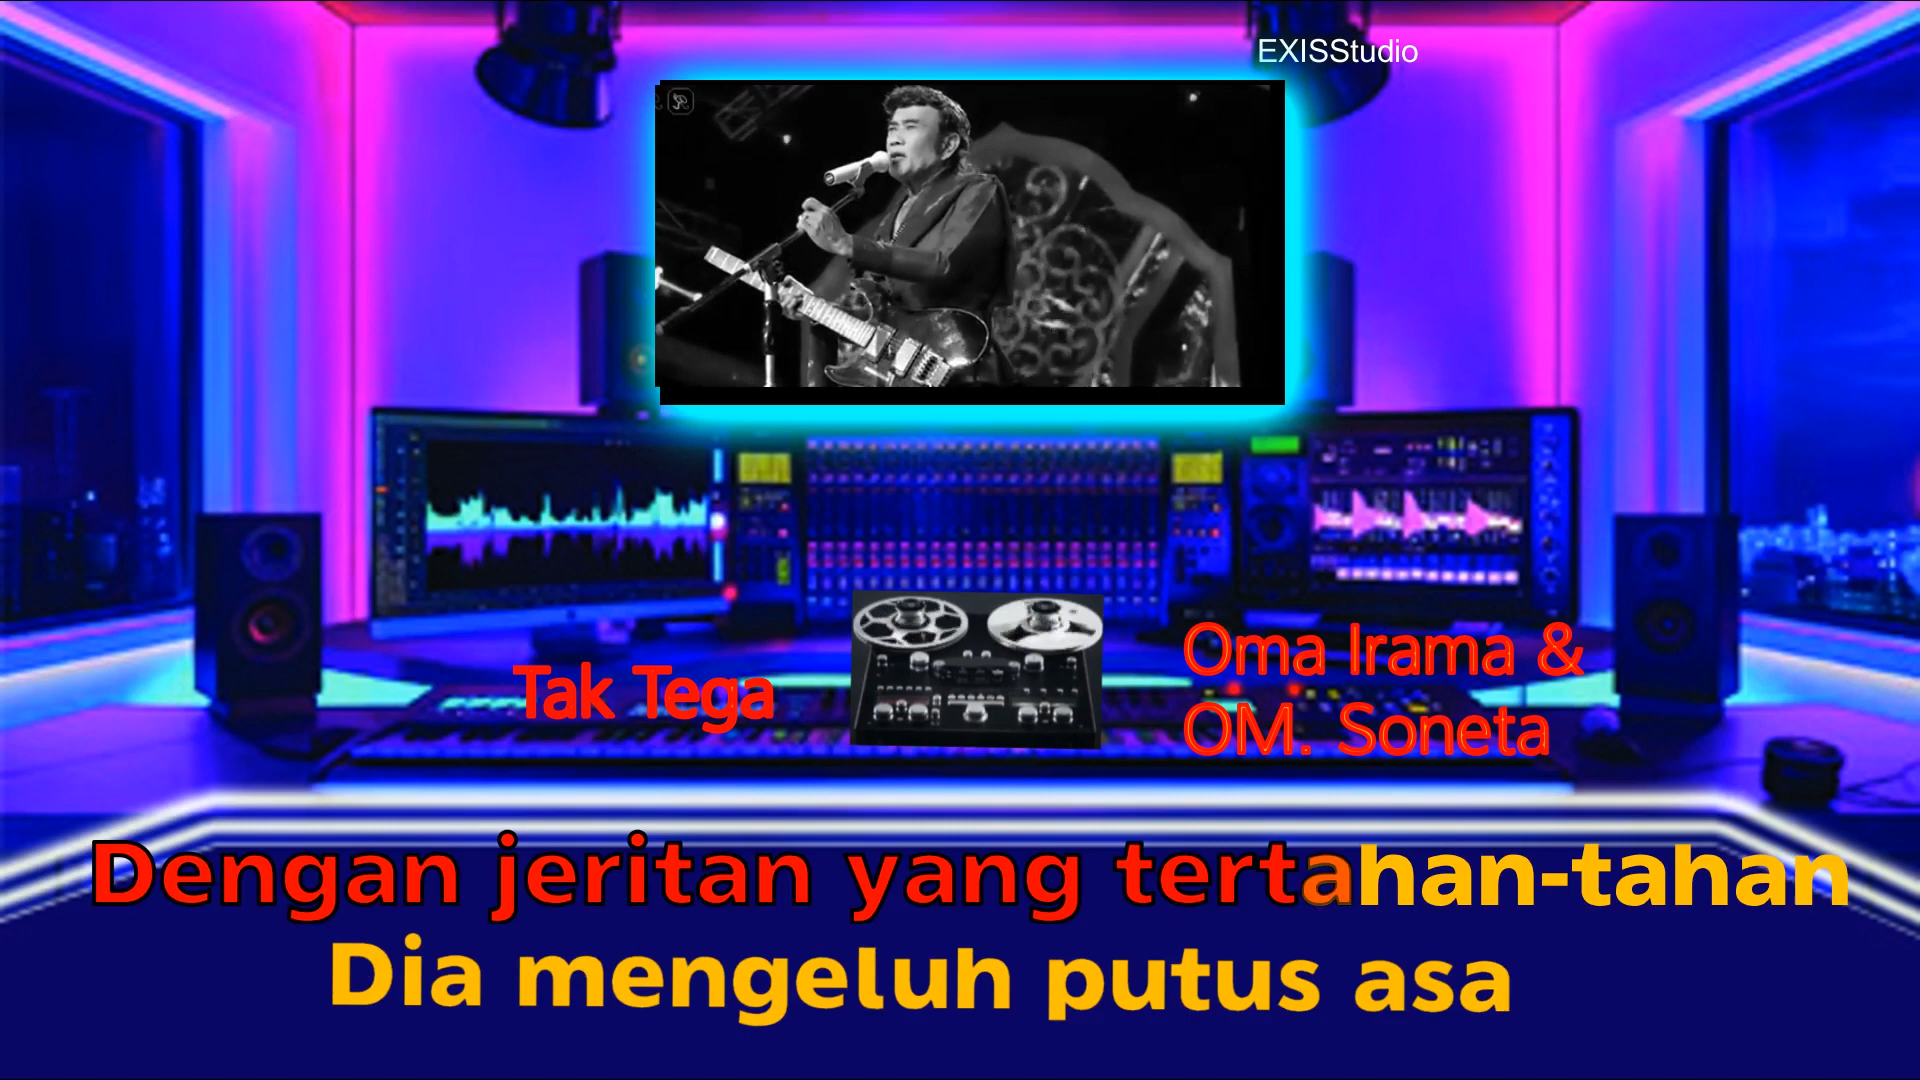 EXISStudio
Tak Tega
Oma Irama &
OM. Soneta
Dengan jeritan yang tertahan-tahan
Dia mengeluh putus asa